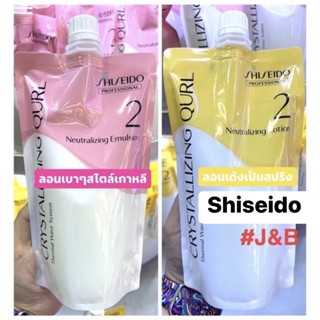 SHISEIDO
PROFESSIONAL
2
Neutralizing Emulsion
CRYSTALLIZING QURL
Thermal Wave System
ลอนเบาๆสไตล์เกาหลี
SHISEIDO
PROFESSIONAL
2
Neutralizing Lotion
CRYSTALLIZING QURL
Thermal Wave System
ลอนเด้งเป็นสปริง
Shiseido
#J&B